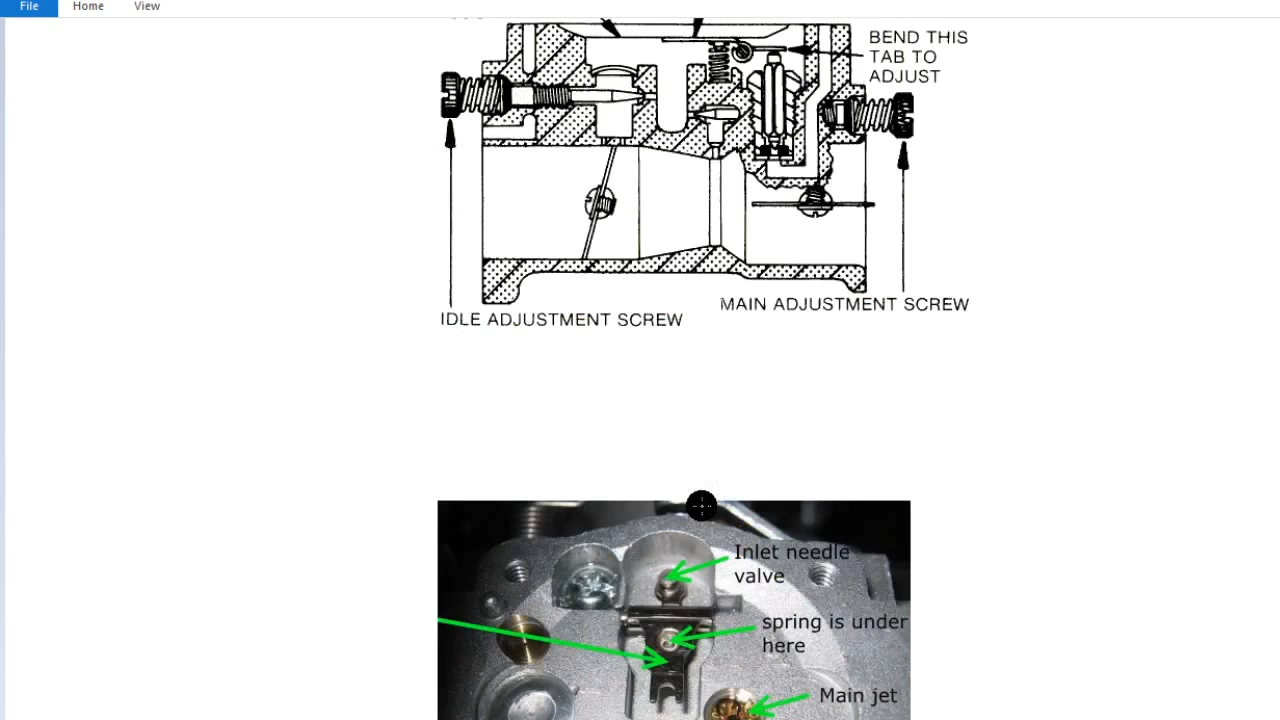 File Home View
BEND THIS
TAB TO
ADJUST
MAIN ADJUSTMENT SCREW
IDLE ADJUSTMENT SCREW
Inlet needle
valve
spring is under
here
Main jet